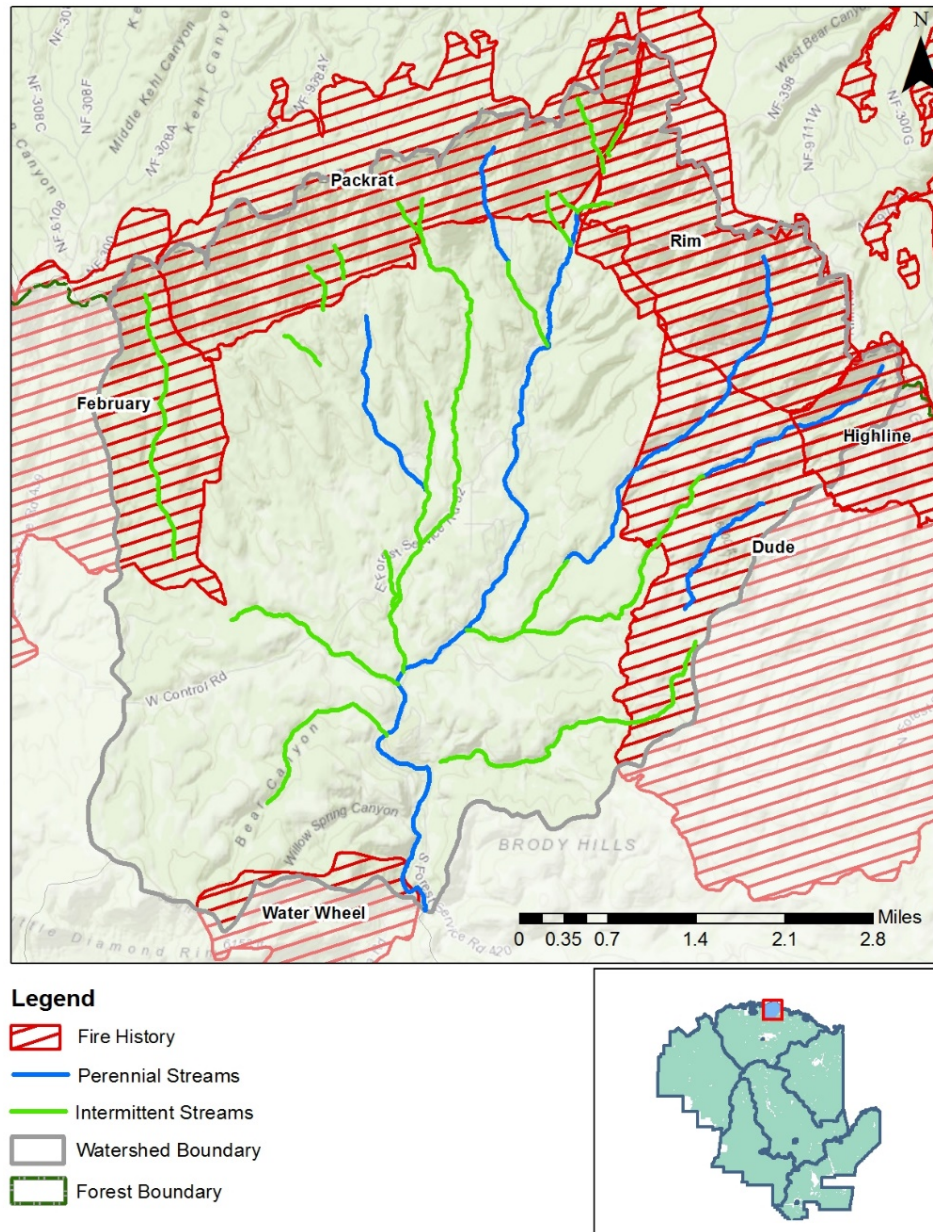 N
West Bear Canyon
NF-398
NF-9711W
NF-300G
NF-308C
NF-308F
Middle Kehl Canyon
Kehl Canyon
NF-308A
NF-9108
NF-300
Packrat
Rim
February
Highline
Dude
W Control Rd
Bear Canyon
Willow Spring Canyon
BRODY HILLS
Water Wheel
Miles
0 0.35 0.7 1.4 2.1 2.8
Legend
Fire History
Perennial Streams
Intermittent Streams
Watershed Boundary
Forest Boundary